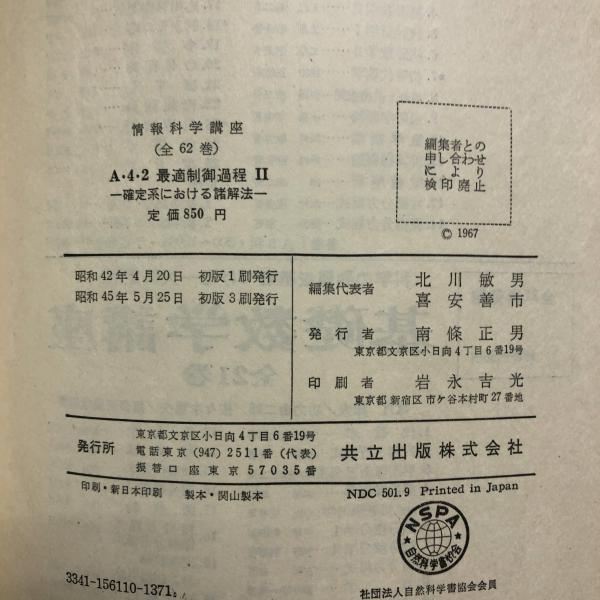 情報科学講座
(全62巻)
A・4・2 最適制御過程 II
―確定系における諸解法―
定価850円
編集者との
申し合わせ
により
検印廃止
© 1967
昭和42年4月20日 初版1刷発行
昭和45年5月25日 初版3刷発行
編集代表者 北川敏男
喜安善市
発行者 南條正男
東京都文京区小日向4丁目6番19号
印刷者 岩永吉光
東京都新宿区市ケ谷本村町27番地
発行所
東京都文京区小日向4丁目6番19号
電話東京(947)2511番(代表)
振替口座東京57035番
共立出版株式会社
印刷・新日本印刷 製本・関山製本
NDC 501.9 Printed in Japan
NSPA
自然科学書協会
3341-156110-1371
社団法人自然科学書協会会員
基礎数学講座
全21巻